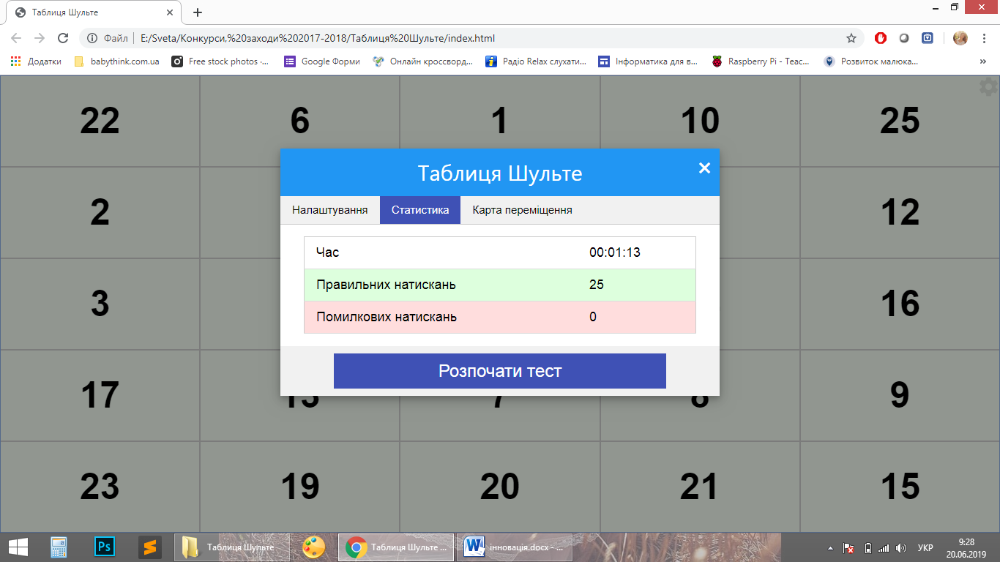 Таблиця Шульте
Файл E:/Sveta/Конкурси,%20заходи%202017-2018/Таблиця%20Шульте/index.html
Додатки babythink.com.ua Free stock photos ·... Google Форми Онлайн кроссворд... Радіо Relax слухати... Інформатика для в... Raspberry Pi - Teac... Розвиток малюка... »
22 6 1 10 25
Таблиця Шульте
Налаштування Статистика Карта переміщення
2 12
Час 00:01:13
Правильних натискань 25
3 16
Помилкових натискань 0
Розпочати тест
17 7 8 9
23 19 20 21 15
Ps Таблиця Шульте Таблиця Шульте ... інновація.docx - ... УКР 9:28
20.06.2019